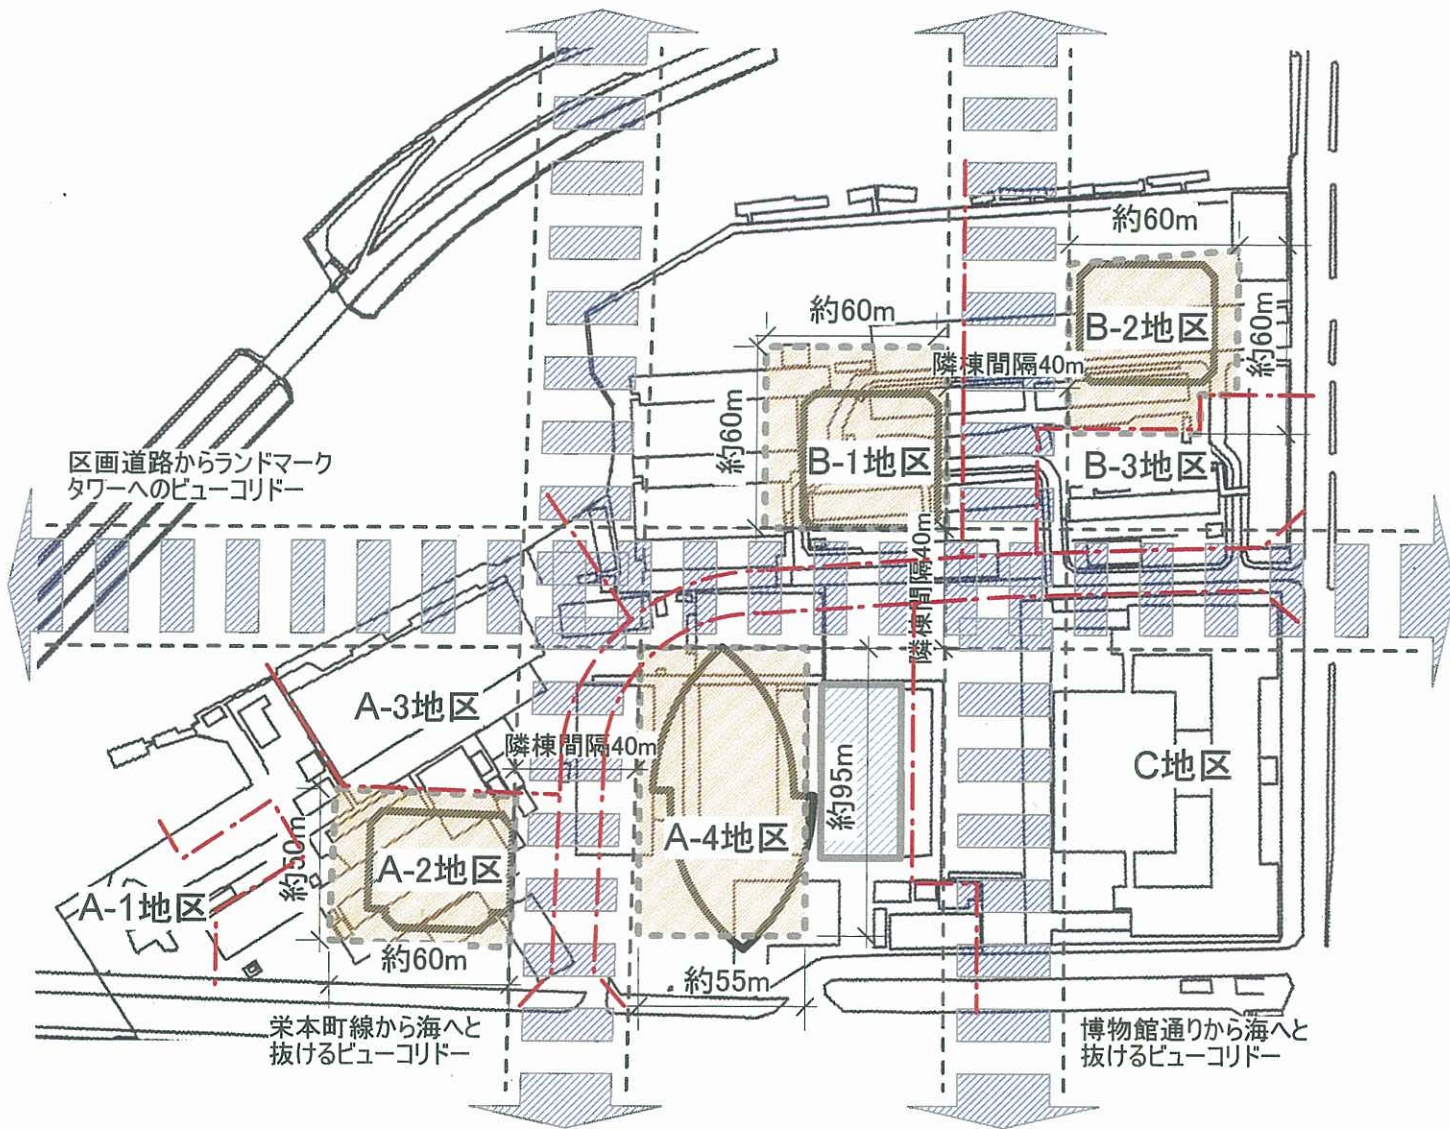 約60m
B-2地区
約60m
約60m
隣棟間隔40m
約60m
B-1地区
B-3地区
区画道路からランドマーク
タワーへのビューコリドー
隣棟間隔40m
A-3地区
隣棟間隔40m
C地区
約95m
A-4地区
約50m
A-2地区
A-1地区
約60m
約55m
栄本町線から海へと
抜けるビューコリドー
博物館通りから海へと
抜けるビューコリドー